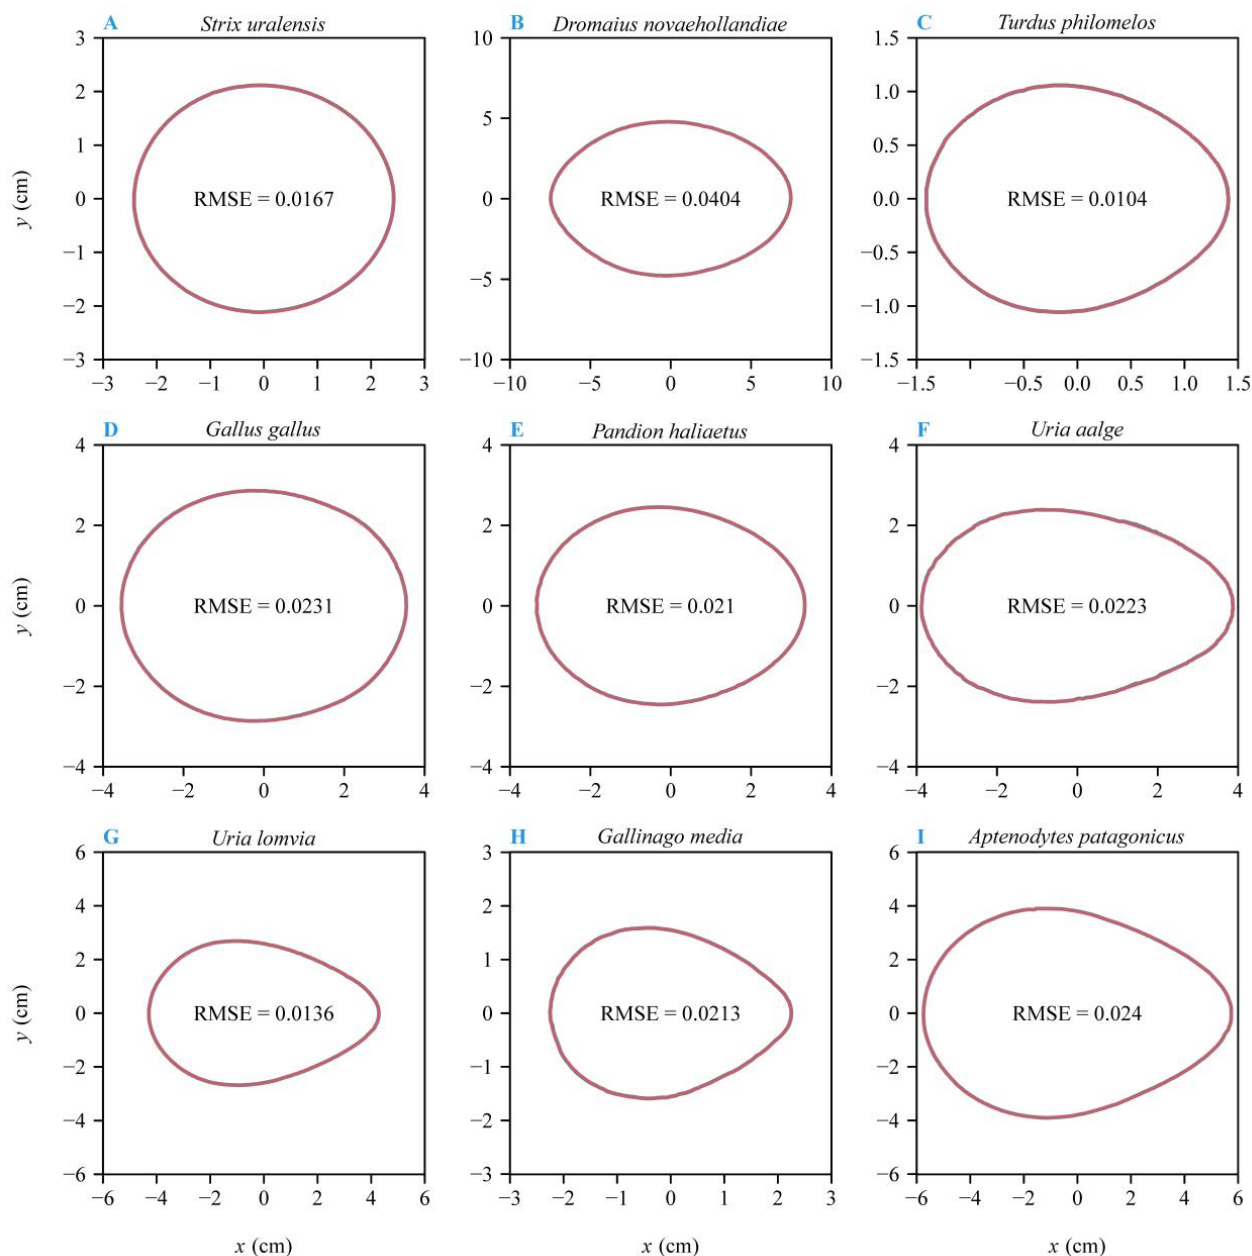 A Strix uralensis
3
2
1
0
−1
−2
−3
y (cm)
RMSE = 0.0167
−3 −2 −1 0 1 2 3
B Dromaius novaehollandiae
10
5
0
−5
−10
RMSE = 0.0404
−10 −5 0 5 10
C Turdus philomelos
1.5
1.0
0.5
0.0
−0.5
−1.0
−1.5
RMSE = 0.0104
−1.5 −0.5 0.0 0.5 1.0 1.5
D Gallus gallus
4
2
0
−2
−4
y (cm)
RMSE = 0.0231
−4 −2 0 2 4
E Pandion haliaetus
4
2
0
−2
−4
RMSE = 0.021
−4 −2 0 2 4
F Uria aalge
4
2
0
−2
−4
RMSE = 0.0223
−4 −2 0 2 4
G Uria lomvia
6
4
2
0
−2
−4
−6
y (cm)
RMSE = 0.0136
−6 −4 −2 0 2 4 6
x (cm)
H Gallinago media
3
2
1
0
−1
−2
−3
RMSE = 0.0213
−3 −2 −1 0 1 2 3
x (cm)
I Aptenodytes patagonicus
6
4
2
0
−2
−4
−6
RMSE = 0.024
−6 −4 −2 0 2 4 6
x (cm)